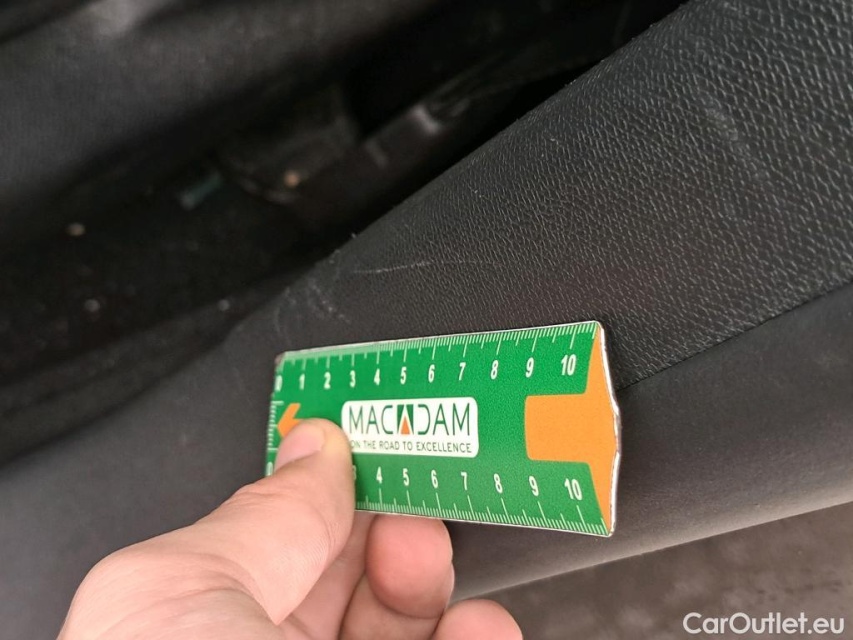 0 1 2 3 4 5 6 7 8 9 10
MACADAM
ON THE ROAD TO EXCELLENCE
3 4 5 6 7 8 9 10
CarOutlet.eu